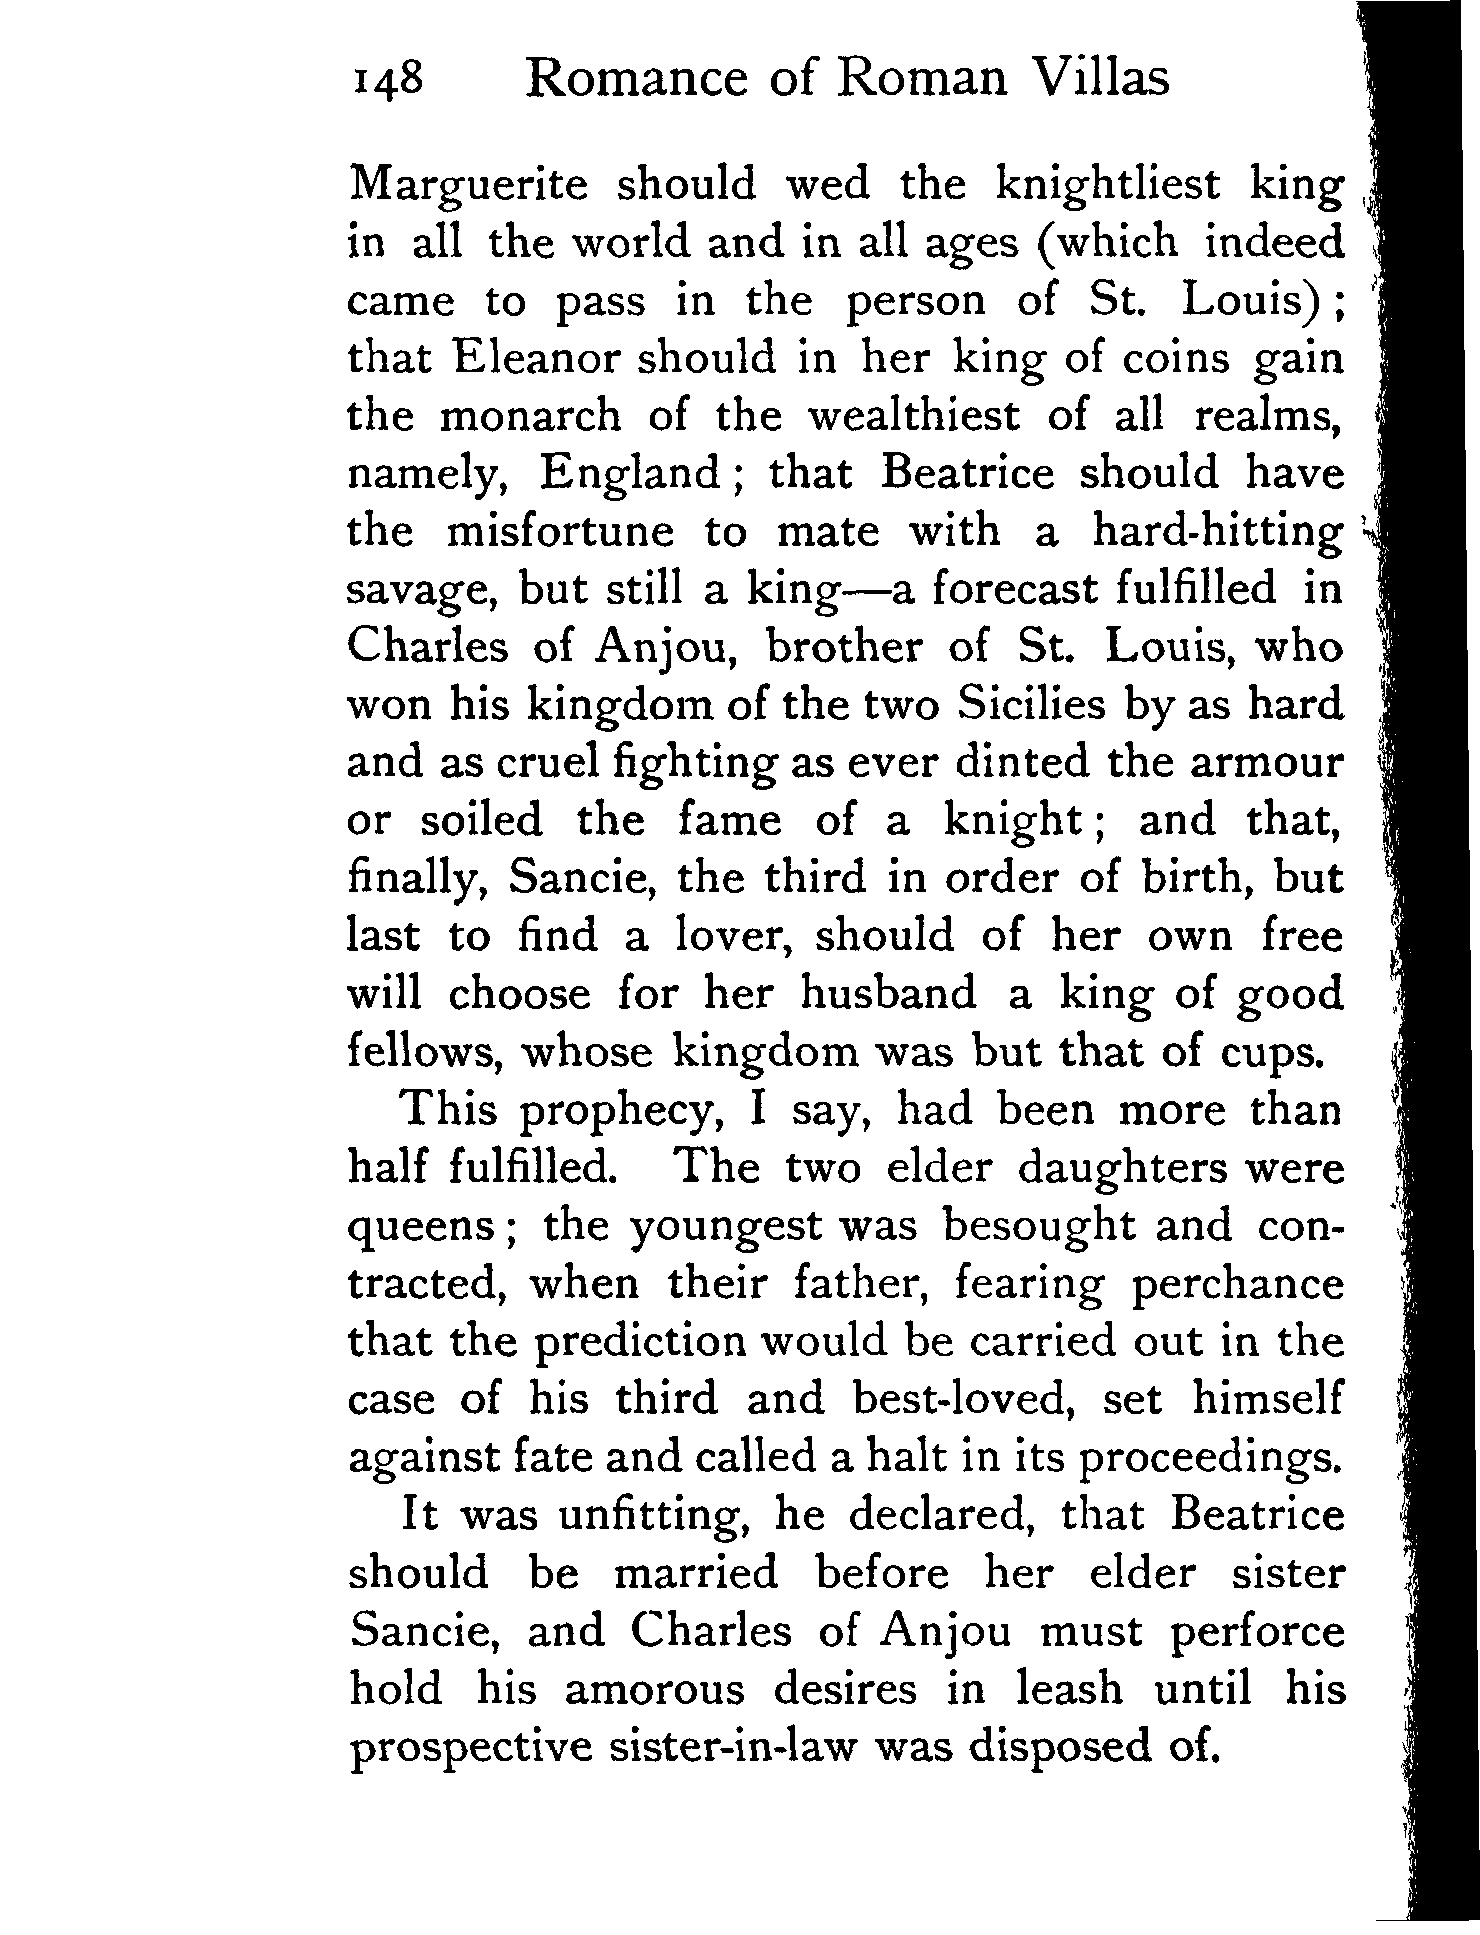 148 Romance of Roman Villas
Marguerite should wed the knightliest king
in all the world and in all ages (which indeed
came to pass in the person of St. Louis) ;
that Eleanor should in her king of coins gain
the monarch of the wealthiest of all realms,
namely, England ; that Beatrice should have
the misfortune to mate with a hard-hitting
savage, but still a king—a forecast fulfilled in
Charles of Anjou, brother of St. Louis, who
won his kingdom of the two Sicilies by as hard
and as cruel fighting as ever dinted the armour
or soiled the fame of a knight ; and that,
finally, Sancie, the third in order of birth, but
last to find a lover, should of her own free
will choose for her husband a king of good
fellows, whose kingdom was but that of cups.
This prophecy, I say, had been more than
half fulfilled. The two elder daughters were
queens ; the youngest was besought and con-
tracted, when their father, fearing perchance
that the prediction would be carried out in the
case of his third and best-loved, set himself
against fate and called a halt in its proceedings.
It was unfitting, he declared, that Beatrice
should be married before her elder sister
Sancie, and Charles of Anjou must perforce
hold his amorous desires in leash until his
prospective sister-in-law was disposed of.